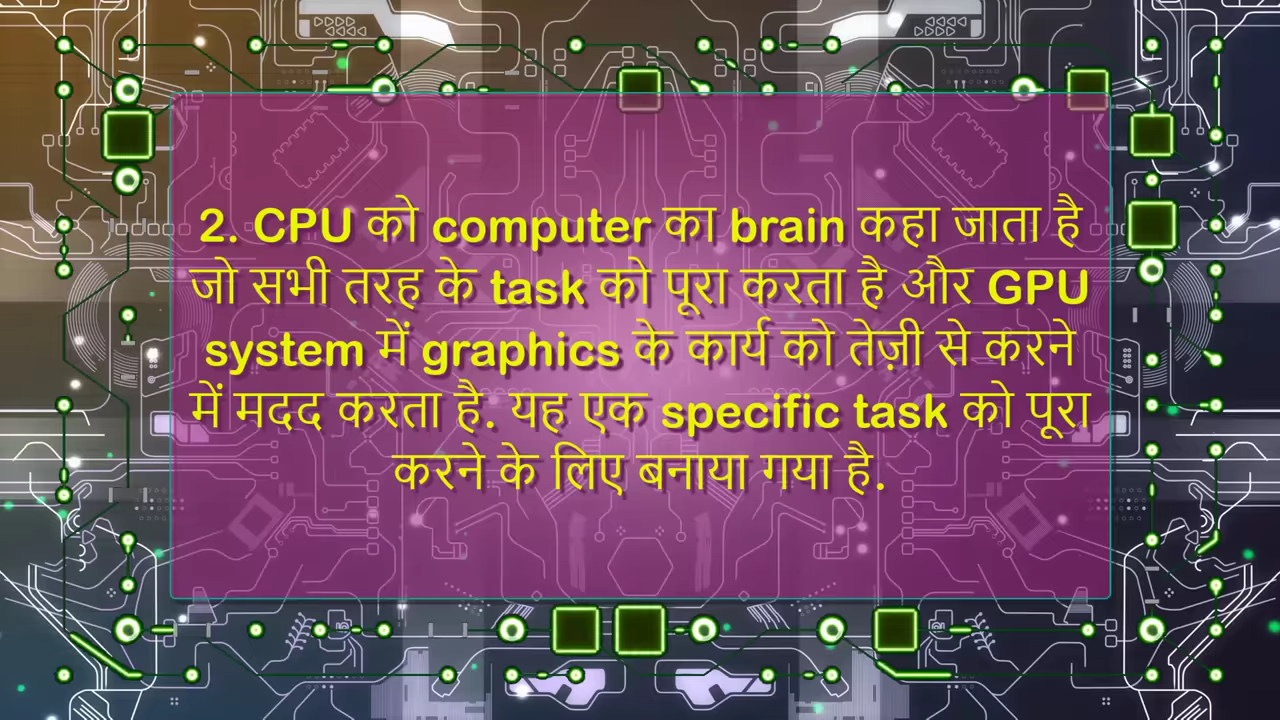 2. CPU को computer का brain कहा जाता है
जो सभी तरह के task को पूरा करता है और GPU
system में graphics के कार्य को तेज़ी से करने
में मदद करता है. यह एक specific task को पूरा
करने के लिए बनाया गया है.